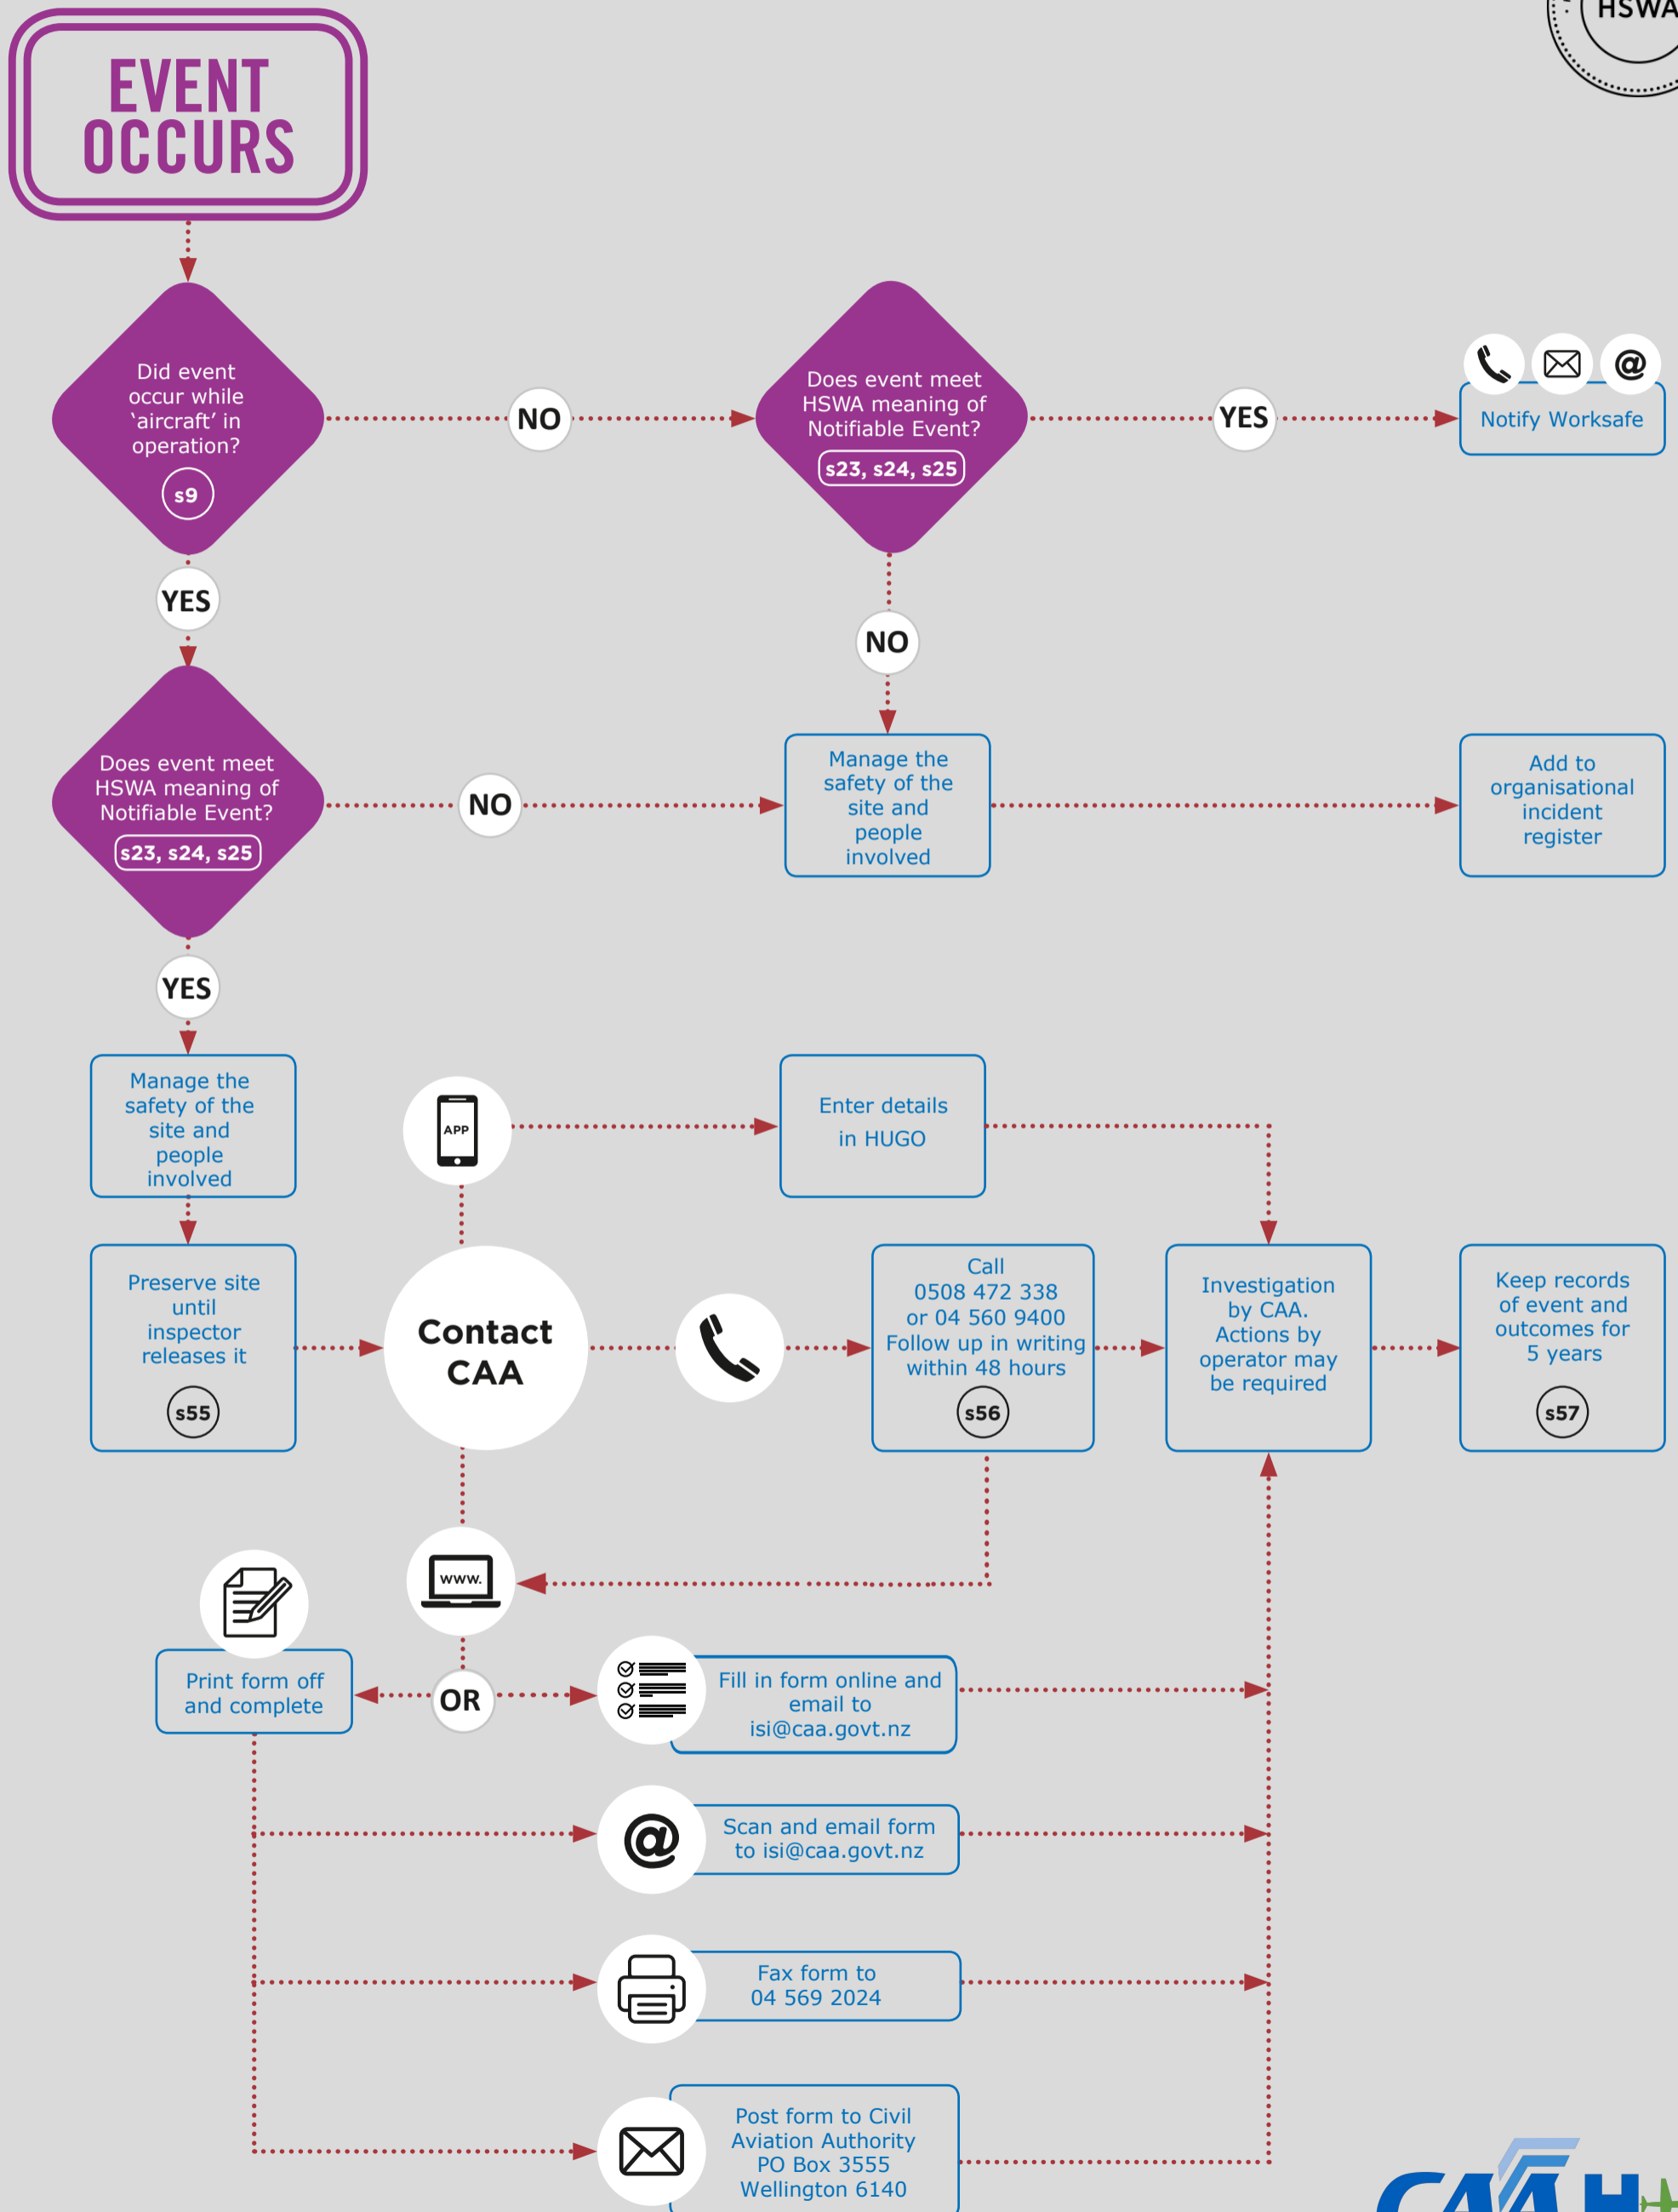 HSWA
EVENT
OCCURS
Did event
occur while
‘aircraft’ in
operation?
s9
NO
Does event meet
HSWA meaning of
Notifiable Event?
s23, s24, s25
YES
Notify Worksafe
YES
NO
Does event meet
HSWA meaning of
Notifiable Event?
s23, s24, s25
NO
Manage the
safety of the
site and
people
involved
Add to
organisational
incident
register
YES
Manage the
safety of the
site and
people
involved
APP
Enter details
in HUGO
Preserve site
until
inspector
releases it
s55
Contact
CAA
Call
0508 472 338
or 04 560 9400
Follow up in writing
within 48 hours
s56
Investigation
by CAA.
Actions by
operator may
be required
Keep records
of event and
outcomes for
5 years
s57
www.
Print form off
and complete
OR
Fill in form online and
email to
isi@caa.govt.nz
@
Scan and email form
to isi@caa.govt.nz
Fax form to
04 569 2024
Post form to Civil
Aviation Authority
PO Box 3555
Wellington 6140
CAA H